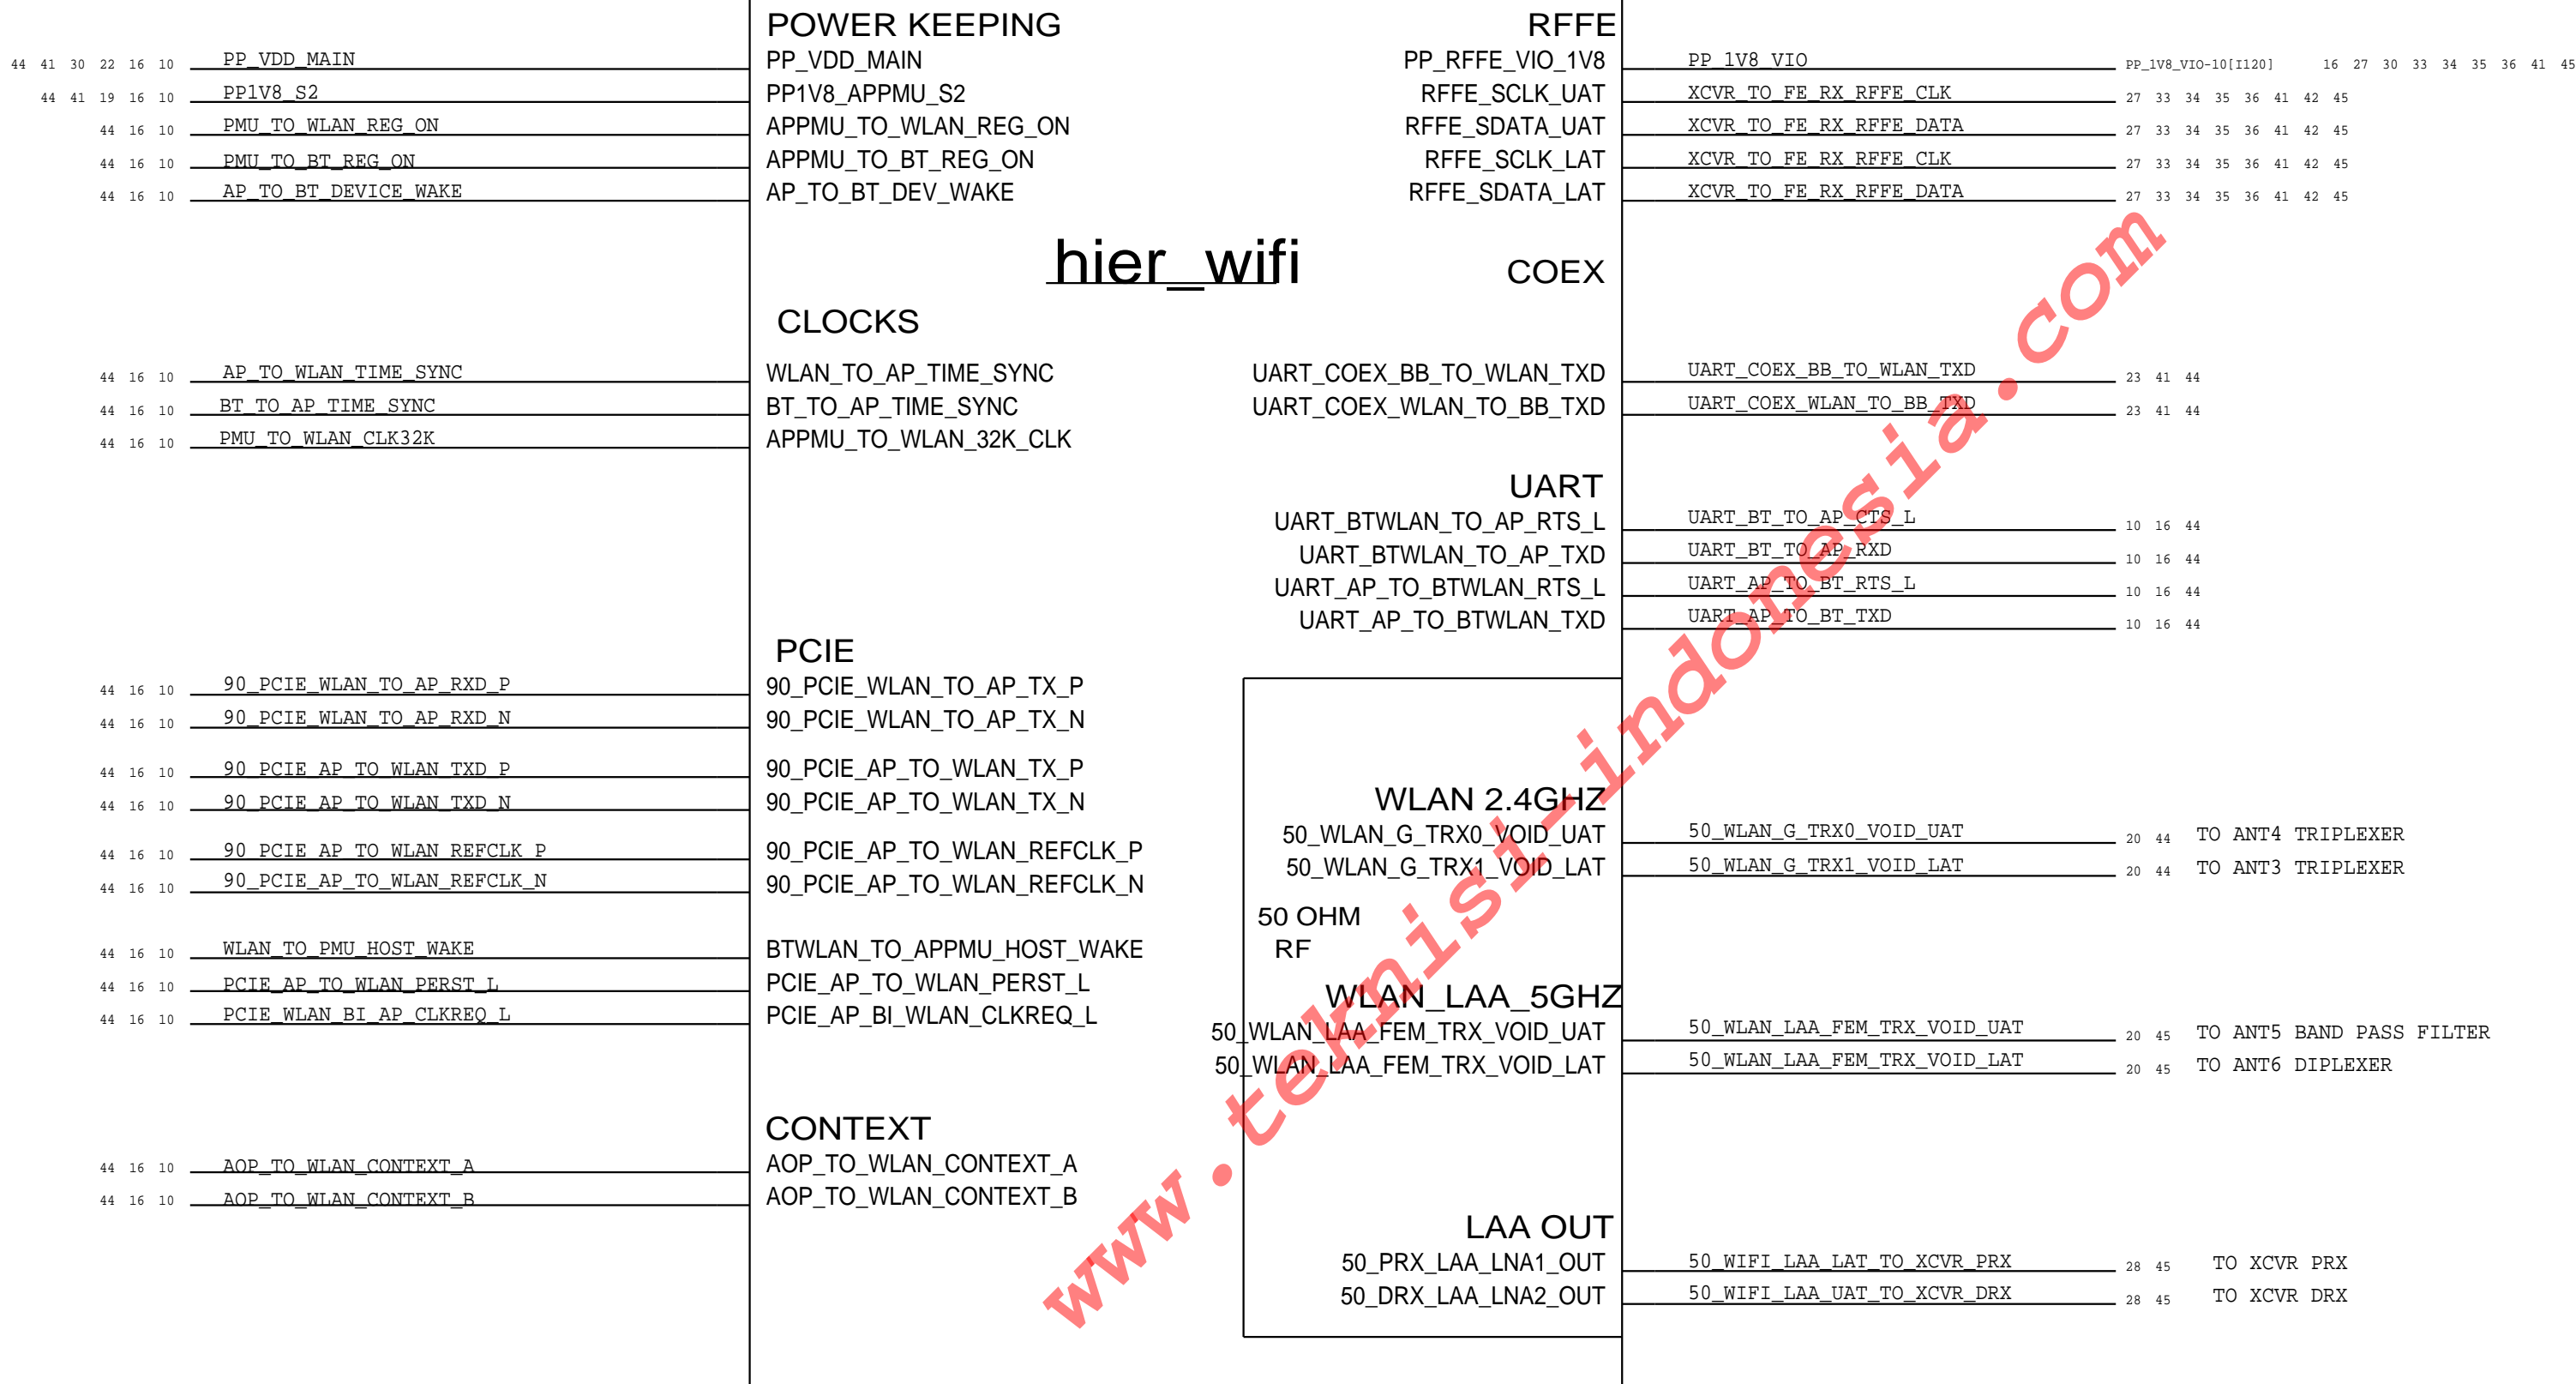 POWER KEEPING RFFE
44 41 30 22 16 10 PP_VDD_MAIN PP_VDD_MAIN PP_RFFE_VIO_1V8 PP_1V8_VIO PP_1V8_VIO-10[I120] 16 27 30 33 34 35 36 41 45
44 41 19 16 10 PP1V8_S2 PP1V8_APPMU_S2 RFFE_SCLK_UAT XCVR_TO_FE_RX_RFFE_CLK 27 33 34 35 36 41 42 45
44 16 10 PMU_TO_WLAN_REG_ON APPMU_TO_WLAN_REG_ON RFFE_SDATA_UAT XCVR_TO_FE_RX_RFFE_DATA 27 33 34 35 36 41 42 45
44 16 10 PMU_TO_BT_REG_ON APPMU_TO_BT_REG_ON RFFE_SCLK_LAT XCVR_TO_FE_RX_RFFE_CLK 27 33 34 35 36 41 42 45
44 16 10 AP_TO_BT_DEVICE_WAKE AP_TO_BT_DEV_WAKE RFFE_SDATA_LAT XCVR_TO_FE_RX_RFFE_DATA 27 33 34 35 36 41 42 45
hier_wifi COEX
CLOCKS
44 16 10 AP_TO_WLAN_TIME_SYNC WLAN_TO_AP_TIME_SYNC UART_COEX_BB_TO_WLAN_TXD UART_COEX_BB_TO_WLAN_TXD 23 41 44
44 16 10 BT_TO_AP_TIME_SYNC BT_TO_AP_TIME_SYNC UART_COEX_WLAN_TO_BB_TXD UART_COEX_WLAN_TO_BB_TXD 23 41 44
44 16 10 PMU_TO_WLAN_CLK32K APPMU_TO_WLAN_32K_CLK
UART
UART_BTWLAN_TO_AP_RTS_L UART_BT_TO_AP_CTS_L 10 16 44
UART_BTWLAN_TO_AP_TXD UART_BT_TO_AP_RXD 10 16 44
UART_AP_TO_BTWLAN_RTS_L UART_AP_TO_BT_RTS_L 10 16 44
UART_AP_TO_BTWLAN_TXD UART_AP_TO_BT_TXD 10 16 44
PCIE
44 16 10 90_PCIE_WLAN_TO_AP_RXD_P 90_PCIE_WLAN_TO_AP_TX_P
44 16 10 90_PCIE_WLAN_TO_AP_RXD_N 90_PCIE_WLAN_TO_AP_TX_N
44 16 10 90_PCIE_AP_TO_WLAN_TXD_P 90_PCIE_AP_TO_WLAN_TX_P
44 16 10 90_PCIE_AP_TO_WLAN_TXD_N 90_PCIE_AP_TO_WLAN_TX_N WLAN 2.4GHZ
50_WLAN_G_TRX0_VOID_UAT 50_WLAN_G_TRX0_VOID_UAT 20 44 TO ANT4 TRIPLEXER
44 16 10 90_PCIE_AP_TO_WLAN_REFCLK_P 90_PCIE_AP_TO_WLAN_REFCLK_P
50_WLAN_G_TRX1_VOID_LAT 50_WLAN_G_TRX1_VOID_LAT 20 44 TO ANT3 TRIPLEXER
44 16 10 90_PCIE_AP_TO_WLAN_REFCLK_N 90_PCIE_AP_TO_WLAN_REFCLK_N
50 OHM
RF
44 16 10 WLAN_TO_PMU_HOST_WAKE BTWLAN_TO_APPMU_HOST_WAKE
44 16 10 PCIE_AP_TO_WLAN_PERST_L PCIE_AP_TO_WLAN_PERST_L
WLAN_LAA_5GHZ
44 16 10 PCIE_WLAN_BI_AP_CLKREQ_L PCIE_AP_BI_WLAN_CLKREQ_L
50_WLAN_LAA_FEM_TRX_VOID_UAT 50_WLAN_LAA_FEM_TRX_VOID_UAT 20 45 TO ANT5 BAND PASS FILTER
50_WLAN_LAA_FEM_TRX_VOID_LAT 50_WLAN_LAA_FEM_TRX_VOID_LAT 20 45 TO ANT6 DIPLEXER
CONTEXT
44 16 10 AOP_TO_WLAN_CONTEXT_A AOP_TO_WLAN_CONTEXT_A
44 16 10 AOP_TO_WLAN_CONTEXT_B AOP_TO_WLAN_CONTEXT_B
LAA OUT
50_PRX_LAA_LNA1_OUT 50_WIFI_LAA_LAT_TO_XCVR_PRX 28 45 TO XCVR PRX
50_DRX_LAA_LNA2_OUT 50_WIFI_LAA_UAT_TO_XCVR_DRX 28 45 TO XCVR DRX
www.teknisi-indonesia.com